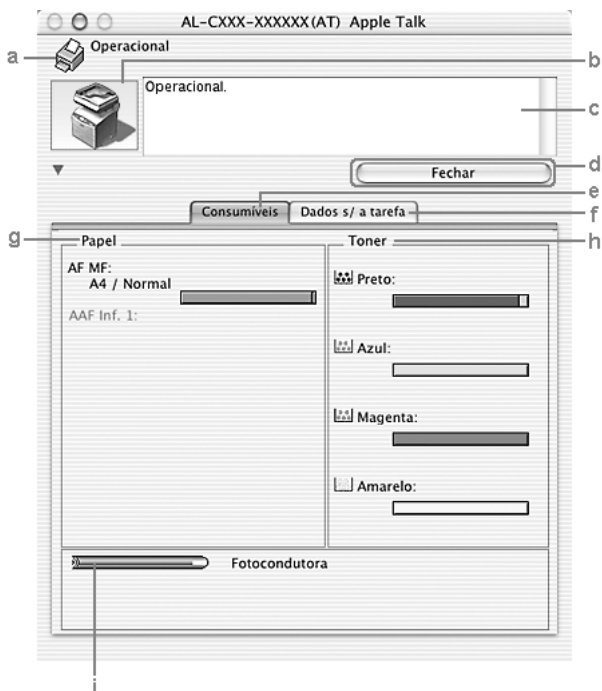 AL-CXXX-XXXXXX(AT) Apple Talk
a
Operacional
b
Operacional.
c
d
Fechar
e
Consumíveis
Dados s/ a tarefa
f
g
Papel
Toner
h
AF MF:
A4 / Normal
AAF Inf. 1:
Preto:
Azul:
Magenta:
Amarelo:
Fotocondutora
i